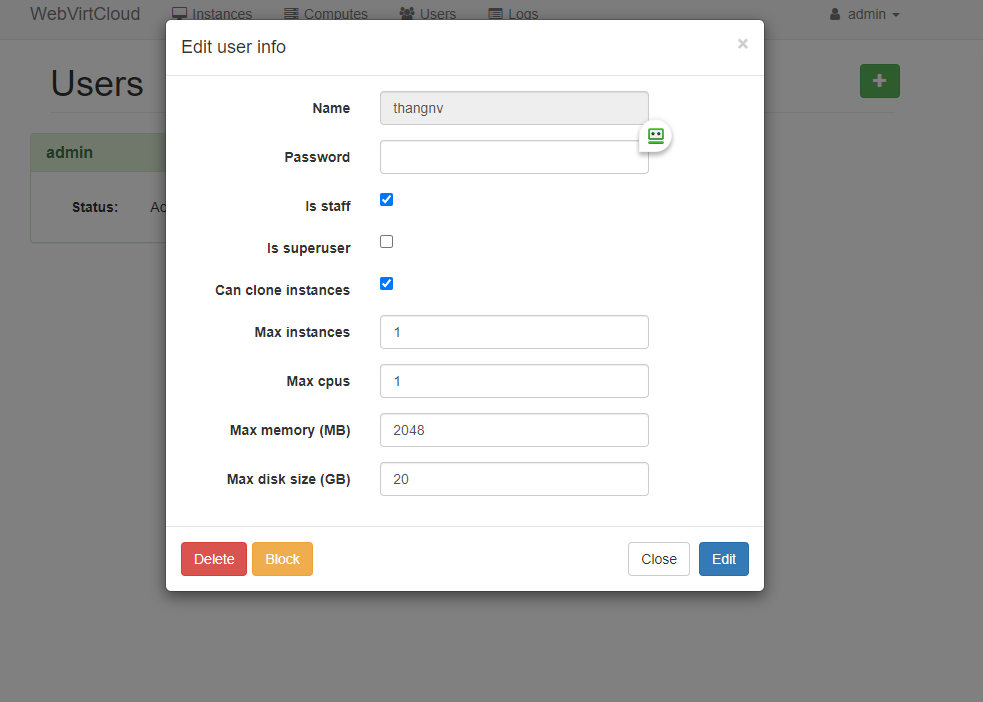 WebVirtCloud Instances Computes Users Logs admin
Edit user info ×
Users
Name thangnv
Password
admin
Is staff
Status: Ac
Is superuser
Can clone instances
Max instances 1
Max cpus 1
Max memory (MB) 2048
Max disk size (GB) 20
Delete Block Close Edit